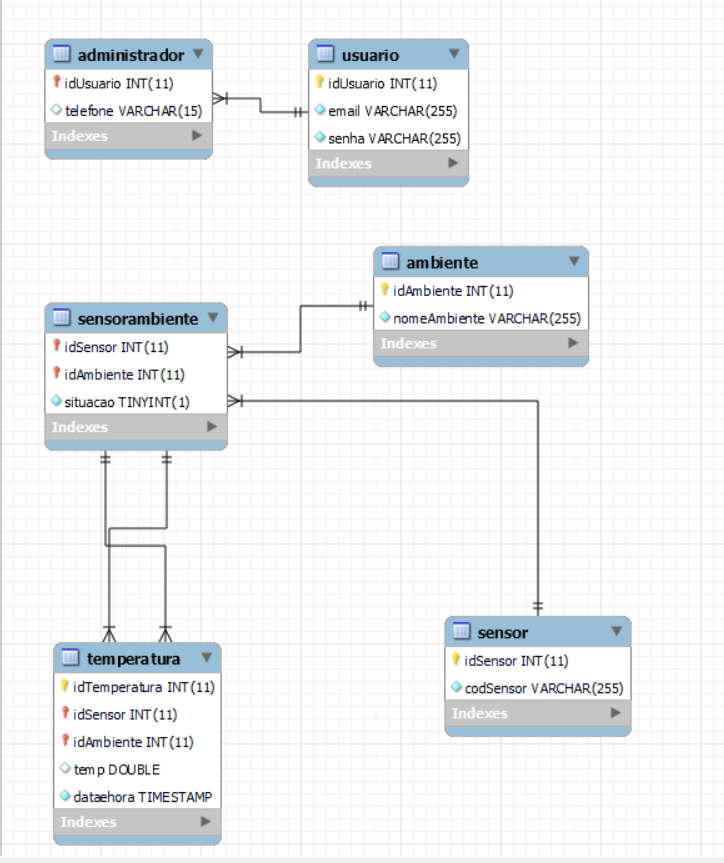 administrador
idUsuario INT(11)
telefone VARCHAR(15)
Indexes
usuario
idUsuario INT(11)
email VARCHAR(255)
senha VARCHAR(255)
Indexes
ambiente
idAmbiente INT(11)
nomeAmbiente VARCHAR(255)
Indexes
sensorambiente
idSensor INT(11)
idAmbiente INT(11)
situacao TINYINT(1)
Indexes
sensor
idSensor INT(11)
codSensor VARCHAR(255)
Indexes
temperatura
idTemperatura INT(11)
idSensor INT(11)
idAmbiente INT(11)
temp DOUBLE
dataehora TIMESTAMP
Indexes